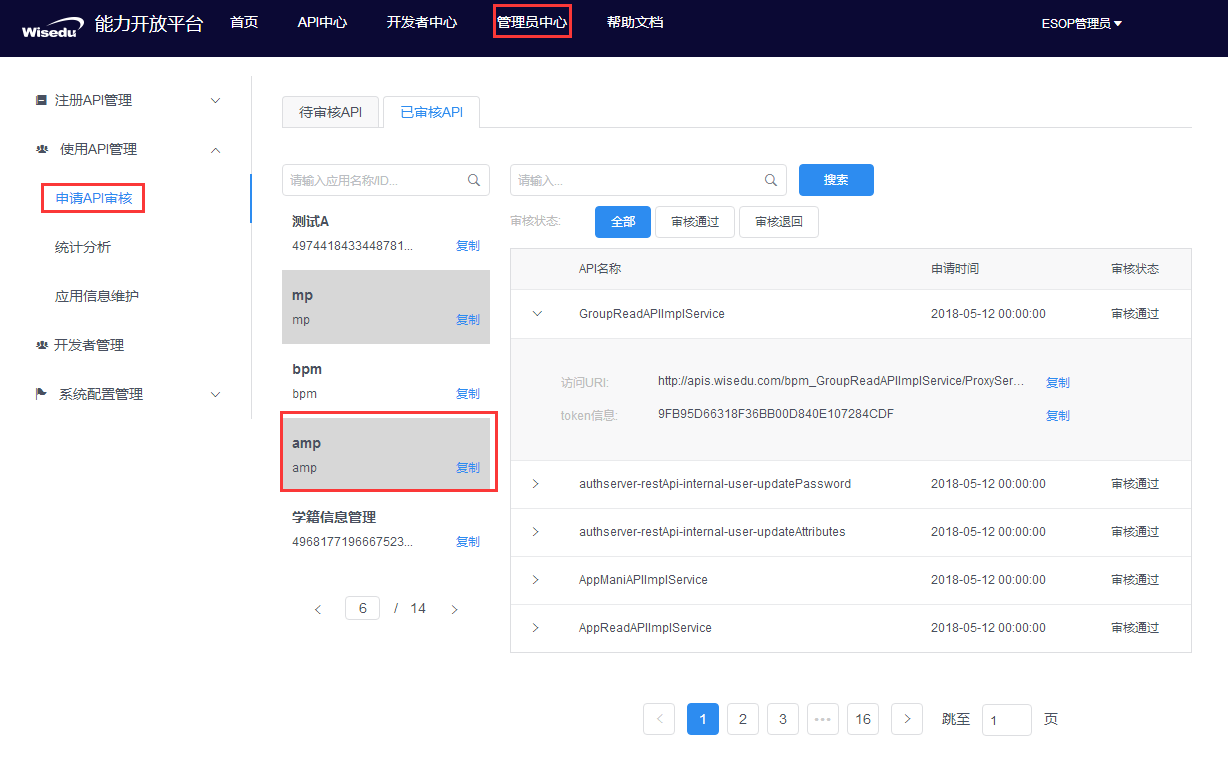 Wisedu 能力开放平台 首页 API中心 开发者中心 管理员中心 帮助文档 ESOP管理员
注册API管理
使用API管理
申请API审核
统计分析
应用信息维护
开发者管理
系统配置管理
待审核API 已审核API
请输入应用名称/ID...
测试A
4974418433448781... 复制
mp
mp 复制
bpm
bpm 复制
amp
amp 复制
学籍信息管理
4968177196667523... 复制
6 / 14
请输入... 搜索
审核状态: 全部 审核通过 审核退回
API名称 申请时间 审核状态
GroupReadAPIImplService 2018-05-12 00:00:00 审核通过
访问URI: http://apis.wisedu.com/bpm_GroupReadAPIImplService/ProxySer... 复制
token信息: 9FB95D66318F36BB00D840E107284CDF 复制
authserver-restApi-internal-user-updatePassword 2018-05-12 00:00:00 审核通过
authserver-restApi-internal-user-updateAttributes 2018-05-12 00:00:00 审核通过
AppManiAPIImplService 2018-05-12 00:00:00 审核通过
AppReadAPIImplService 2018-05-12 00:00:00 审核通过
1 2 3 ••• 16 跳至 1 页